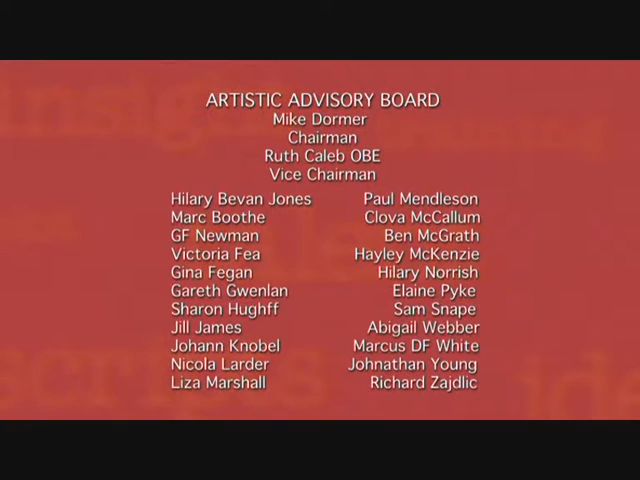 ARTISTIC ADVISORY BOARD
Mike Dormer
Chairman
Ruth Caleb OBE
Vice Chairman
Hilary Bevan Jones Paul Mendleson
Marc Boothe Clova McCallum
GF Newman Ben McGrath
Victoria Fea Hayley McKenzie
Gina Fegan Hilary Norrish
Gareth Gwenlan Elaine Pyke
Sharon Hughff Sam Snape
Jill James Abigail Webber
Johann Knobel Marcus DF White
Nicola Larder Johnathan Young
Liza Marshall Richard Zajdlic